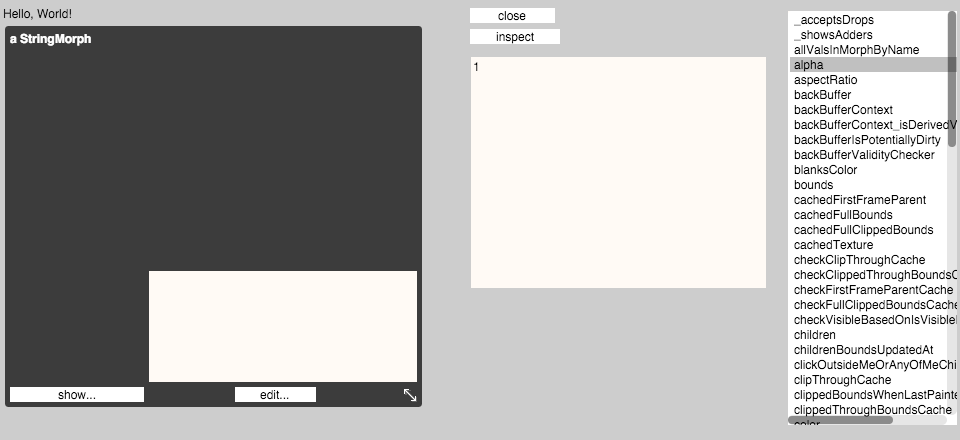 Hello, World!
a StringMorph
show...
edit...
close
inspect
1
_acceptsDrops
_showsAdders
allValsInMorphByName
alpha
aspectRatio
backBuffer
backBufferContext
backBufferContext_isDerivedV
backBufferIsPotentiallyDirty
backBufferValidityChecker
blanksColor
bounds
cachedFirstFrameParent
cachedFullBounds
cachedFullClippedBounds
cachedTexture
checkClipThroughCache
checkClippedThroughBoundsC
checkFirstFrameParentCache
checkFullClippedBoundsCache
checkVisibleBasedOnIsVisible
children
childrenBoundsUpdatedAt
clickOutsideMeOrAnyOfMeChi
clipThroughCache
clippedBoundsWhenLastPainte
clippedThroughBoundsCache
color